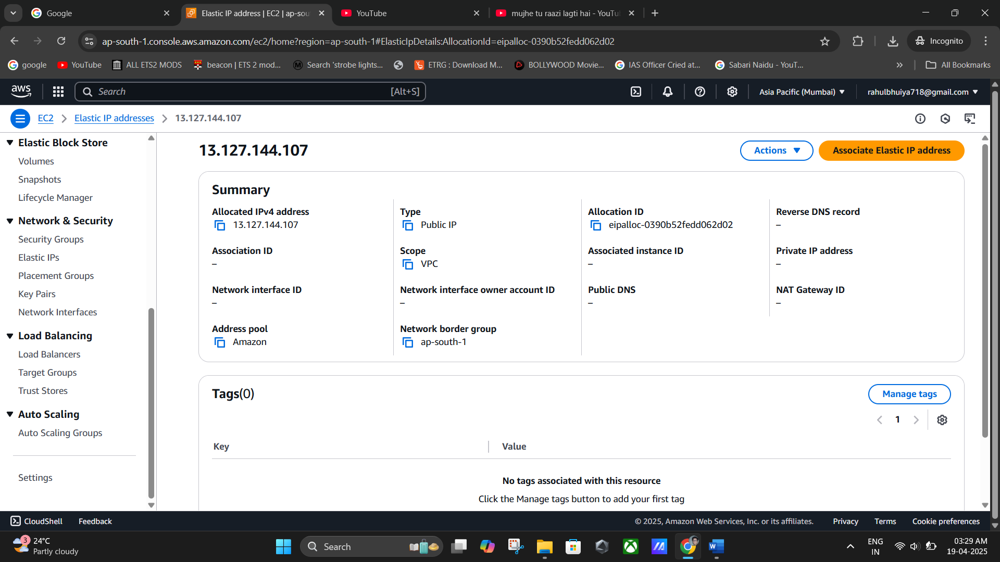 Google
Elastic IP address | EC2 | ap-sou
YouTube
mujhe tu raazi lagti hai - YouTu
ap-south-1.console.aws.amazon.com/ec2/home?region=ap-south-1#ElasticIpDetails:AllocationId=eipalloc-0390b52fedd062d02
Incognito
google
YouTube
ALL ETS2 MODS
beacon | ETS 2 mod...
Search 'strobe lights...
ETRG : Download M...
BOLLYWOOD Movie...
IAS Officer Cried at...
Sabari Naidu - YouT...
All Bookmarks
aws
Search [Alt+S]
Asia Pacific (Mumbai)
rahulbhuiya718@gmail.com
EC2
Elastic IP addresses
13.127.144.107
Elastic Block Store
Volumes
Snapshots
Lifecycle Manager
Network & Security
Security Groups
Elastic IPs
Placement Groups
Key Pairs
Network Interfaces
Load Balancing
Load Balancers
Target Groups
Trust Stores
Auto Scaling
Auto Scaling Groups
Settings
13.127.144.107
Actions
Associate Elastic IP address
Summary
Allocated IPv4 address
13.127.144.107
Type
Public IP
Allocation ID
eipalloc-0390b52fedd062d02
Reverse DNS record
–
Association ID
–
Scope
VPC
Associated instance ID
–
Private IP address
–
Network interface ID
–
Network interface owner account ID
–
Public DNS
–
NAT Gateway ID
–
Address pool
Amazon
Network border group
ap-south-1
Tags(0)
Manage tags
1
Key
Value
No tags associated with this resource
Click the Manage tags button to add your first tag
CloudShell
Feedback
© 2025, Amazon Web Services, Inc. or its affiliates.
Privacy
Terms
Cookie preferences
3
24°C
Partly cloudy
Search
ENG
IN
03:29 AM
19-04-2025